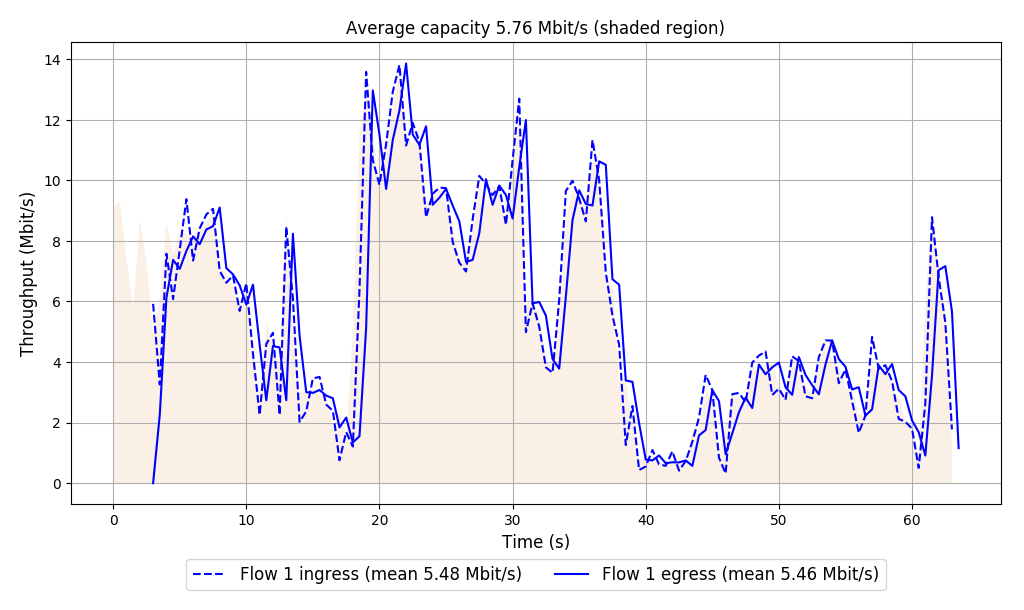 Average capacity 5.76 Mbit/s (shaded region)
Throughput (Mbit/s)
14
12
10
8
6
4
2
0
0 10 20 30 40 50 60
Time (s)
Flow 1 ingress (mean 5.48 Mbit/s) Flow 1 egress (mean 5.46 Mbit/s)